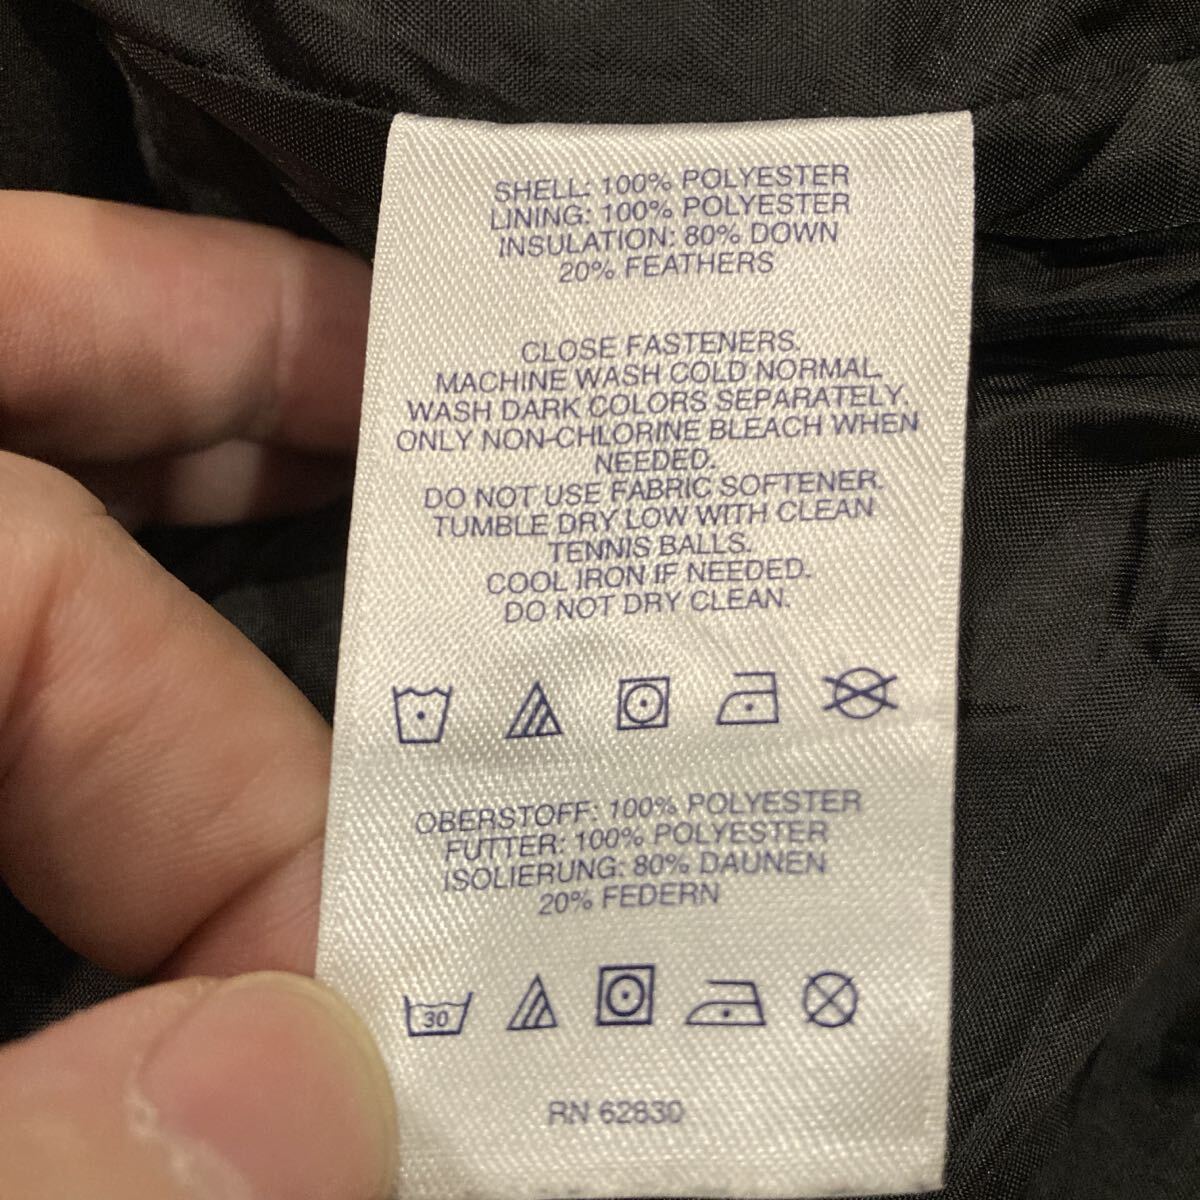 SHELL: 100% POLYESTER
LINING: 100% POLYESTER
INSULATION: 80% DOWN
20% FEATHERS
CLOSE FASTENERS.
MACHINE WASH COLD NORMAL.
WASH DARK COLORS SEPARATELY.
ONLY NON-CHLORINE BLEACH WHEN
NEEDED.
DO NOT USE FABRIC SOFTENER.
TUMBLE DRY LOW WITH CLEAN
TENNIS BALLS.
COOL IRON IF NEEDED.
DO NOT DRY CLEAN.
OBERSTOFF: 100% POLYESTER
FUTTER: 100% POLYESTER
ISOLIERUNG: 80% DAUNEN
20% FEDERN
30
RN 62830